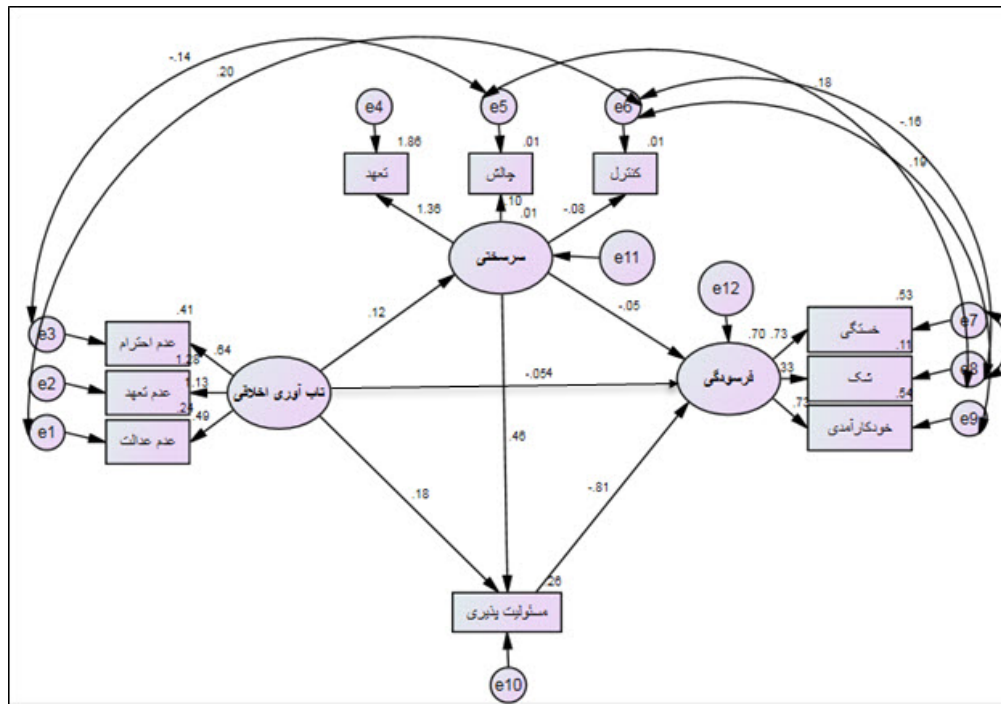 -.14
.20
.18
-.16
.19
e4
e5
e6
1.86
.01
.01
تعهد
چالش
کنترل
1.36
.10
-.08
.01
سرسختی
e11
e12
.12
-.05
.41
e3
عدم احترام
.64
1.28
e2
عدم تعهد
1.13
.24
e1
عدم عدالت
.49
تاب آوری اخلاقی
-.054
.70
فرسودگی
.73
.53
خستگی
e7
.11
.33
شک
e8
.54
.73
خودکارآمدی
e9
.46
.18
-.81
.26
مسئولیت پذیری
e10